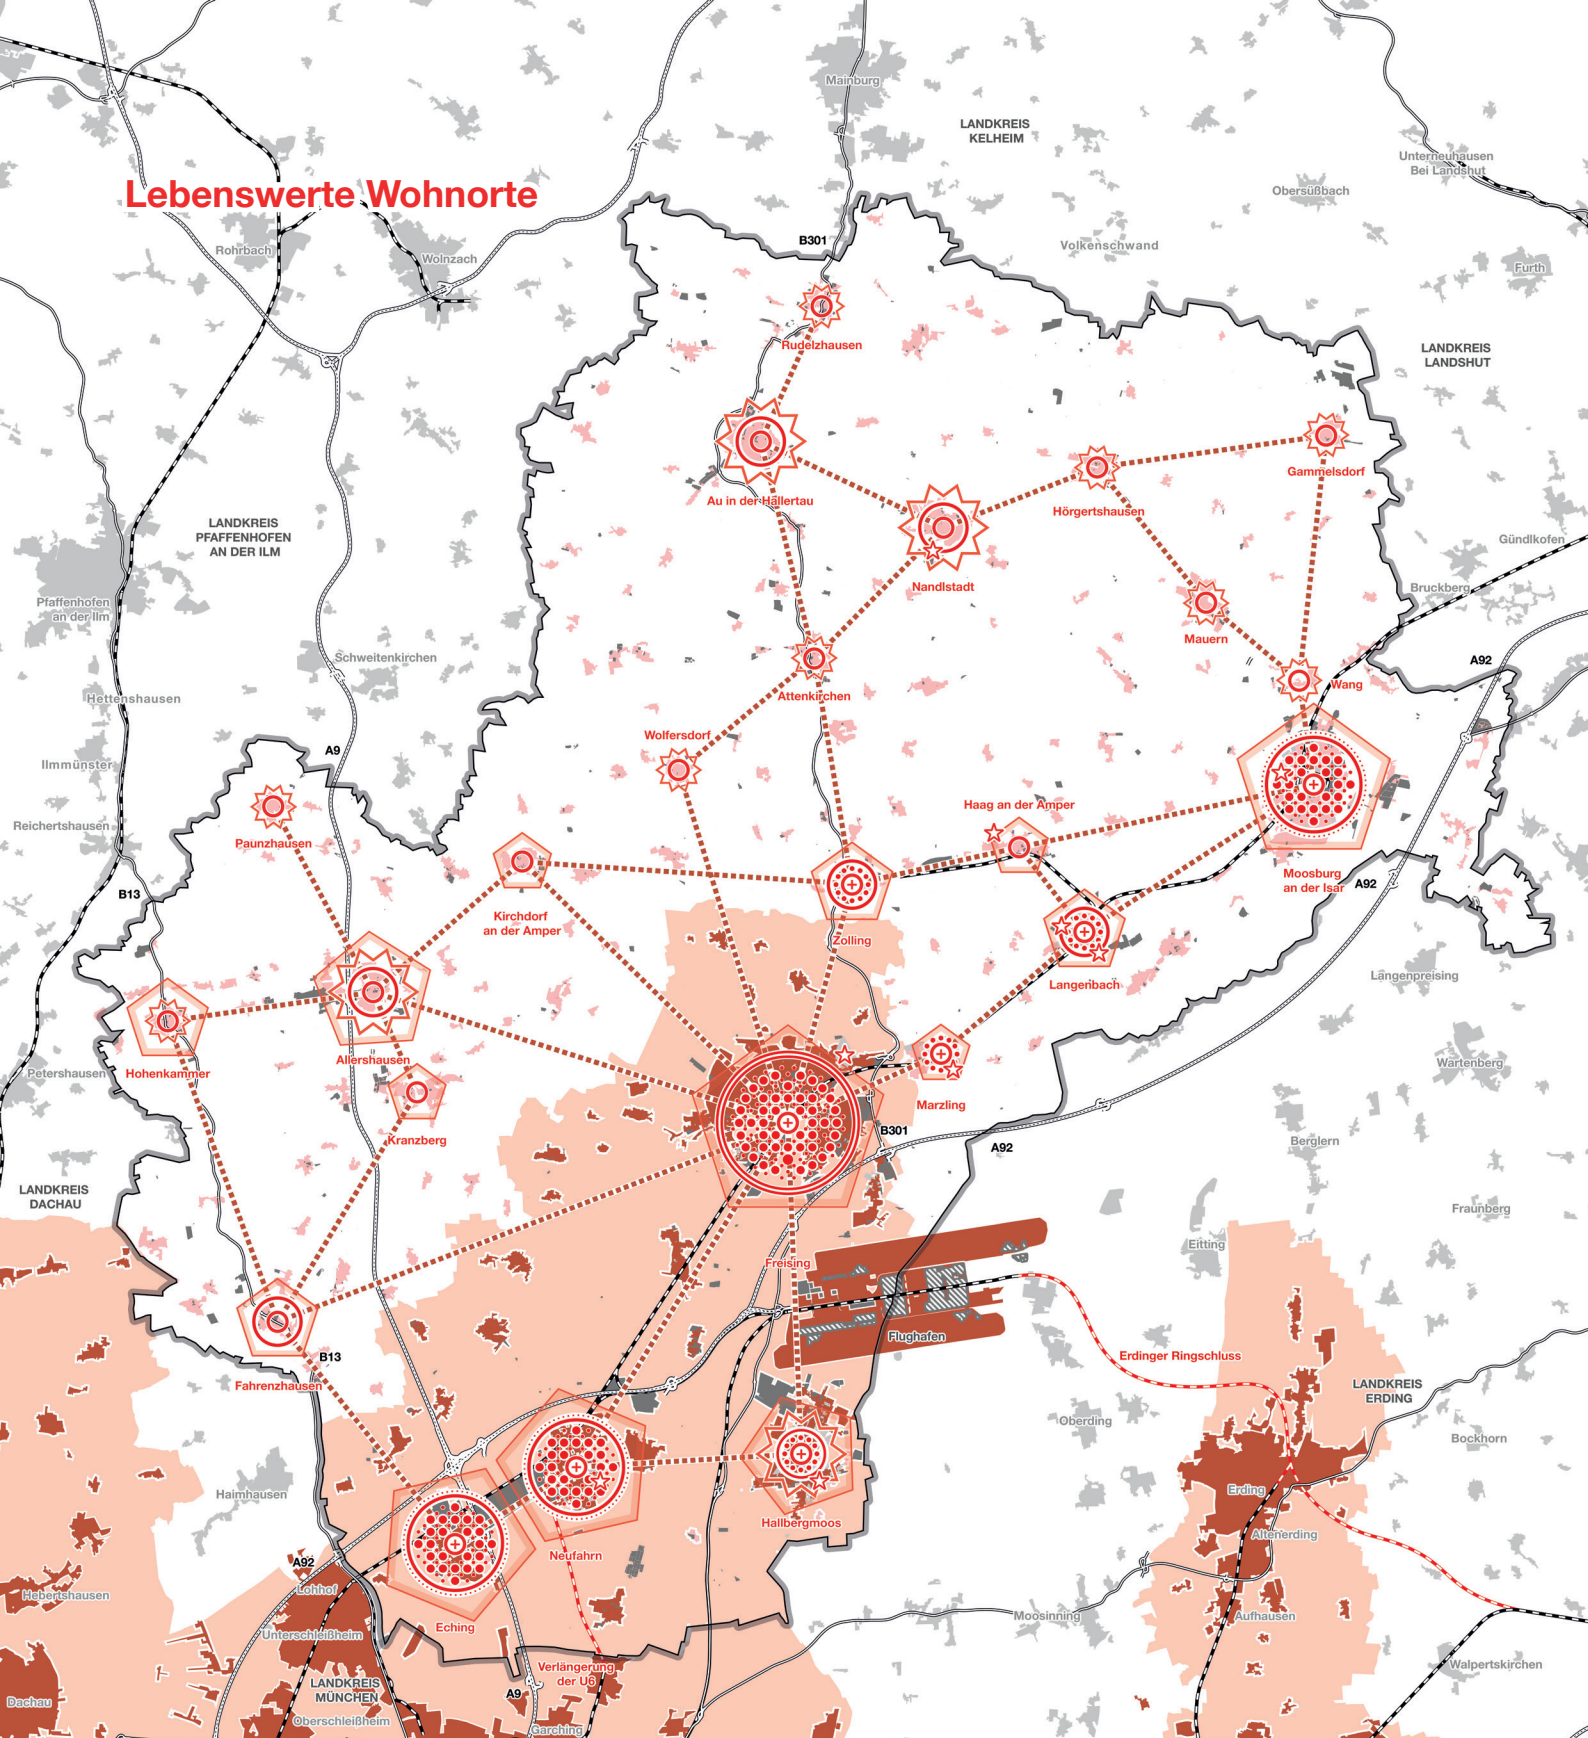 Mainburg
LANDKREIS
KELHEIM
Unterneuhausen
Bei Landshut
Lebenswerte Wohnorte
Obersüßbach
Rohrbach
Wolnzach
B301
Volkenschwand
Furth
Rudelzhausen
LANDKREIS
LANDSHUT
Gammelsdorf
Au in der Hallertau
Hörgertshausen
LANDKREIS
PFAFFENHOFEN
AN DER ILM
Gündlkofen
Nandlstadt
Bruckberg
Pfaffenhofen
an der Ilm
Mauern
Schweitenkirchen
A92
Wang
Hettenshausen
Attenkirchen
Wolfersdorf
A9
Ilmmünster
Haag an der Amper
Reichertshausen
Paunzhausen
Moosburg
an der Isar
A92
B13
Kirchdorf
an der Amper
Zolling
Langenpreising
Langenbach
Allershausen
Hohenkammer
Petershausen
Wartenberg
Marzling
B301
Kranzberg
Berglern
A92
LANDKREIS
DACHAU
Fraunberg
Eitting
Freising
Flughafen
B13
Erdinger Ringschluss
Fahrenzhausen
LANDKREIS
ERDING
Oberding
Bockhorn
Haimhausen
Erding
Hallbergmoos
Altenerding
Neufahrn
A92
Lohhof
Hebertshausen
Moosinning
Aufhausen
Eching
Unterschleißheim
Verlängerung
der U6
Walpertskirchen
LANDKREIS
MÜNCHEN
A9
Dachau
Oberschleißheim
Garching